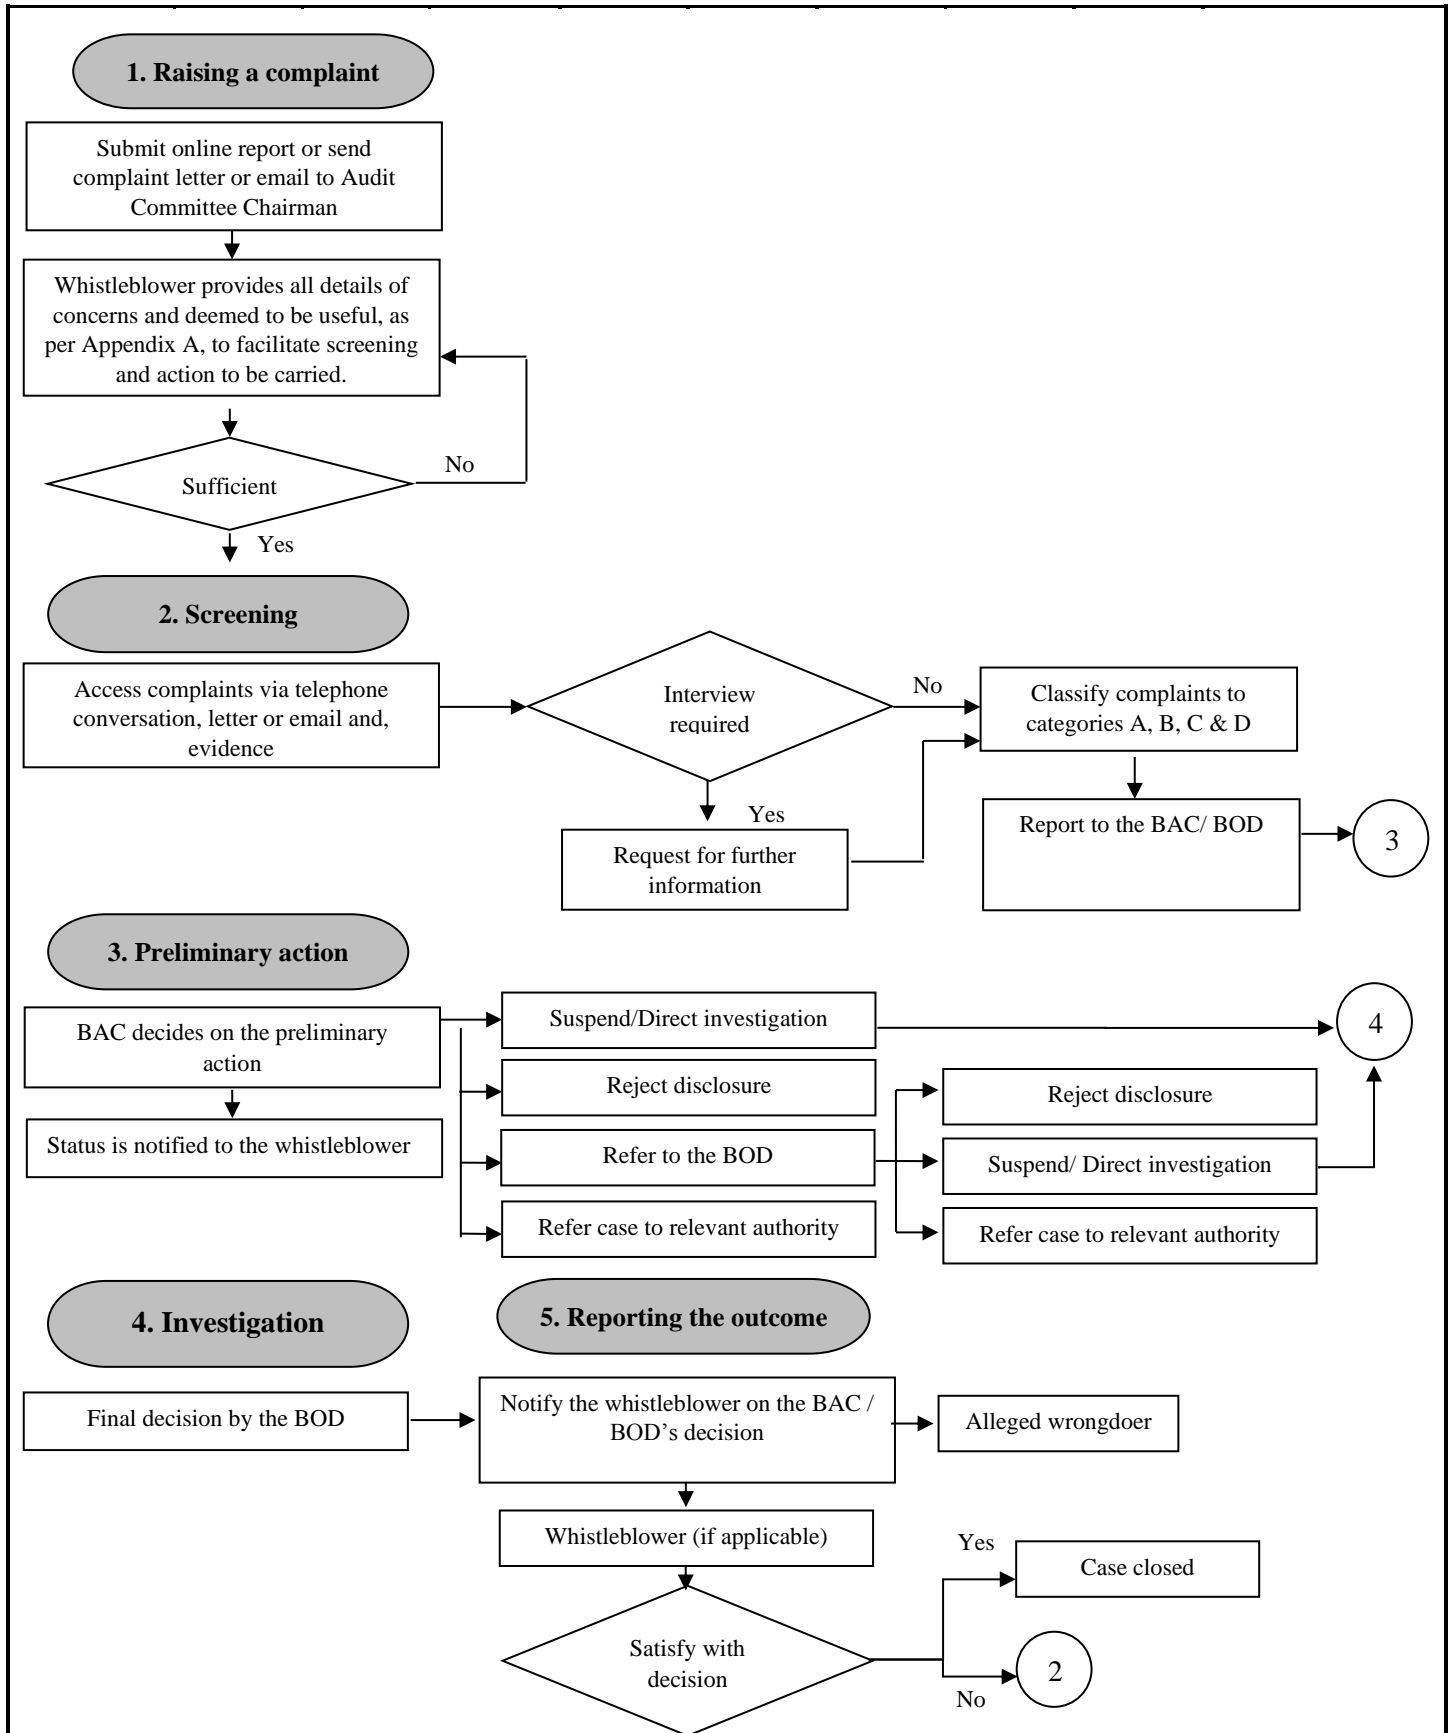 1. Raising a complaint
Submit online report or send
complaint letter or email to Audit
Committee Chairman
Whistleblower provides all details of
concerns and deemed to be useful, as
per Appendix A, to facilitate screening
and action to be carried.
Sufficient
No
Yes
2. Screening
Access complaints via telephone
conversation, letter or email and,
evidence
Interview
required
No
Yes
Request for further
information
Classify complaints to
categories A, B, C & D
Report to the BAC/ BOD
3
3. Preliminary action
BAC decides on the preliminary
action
Status is notified to the whistleblower
Suspend/Direct investigation
Reject disclosure
Refer to the BOD
Refer case to relevant authority
4
Reject disclosure
Suspend/ Direct investigation
Refer case to relevant authority
4. Investigation
Final decision by the BOD
5. Reporting the outcome
Notify the whistleblower on the BAC /
BOD’s decision
Alleged wrongdoer
Whistleblower (if applicable)
Satisfy with
decision
Yes
Case closed
No
2